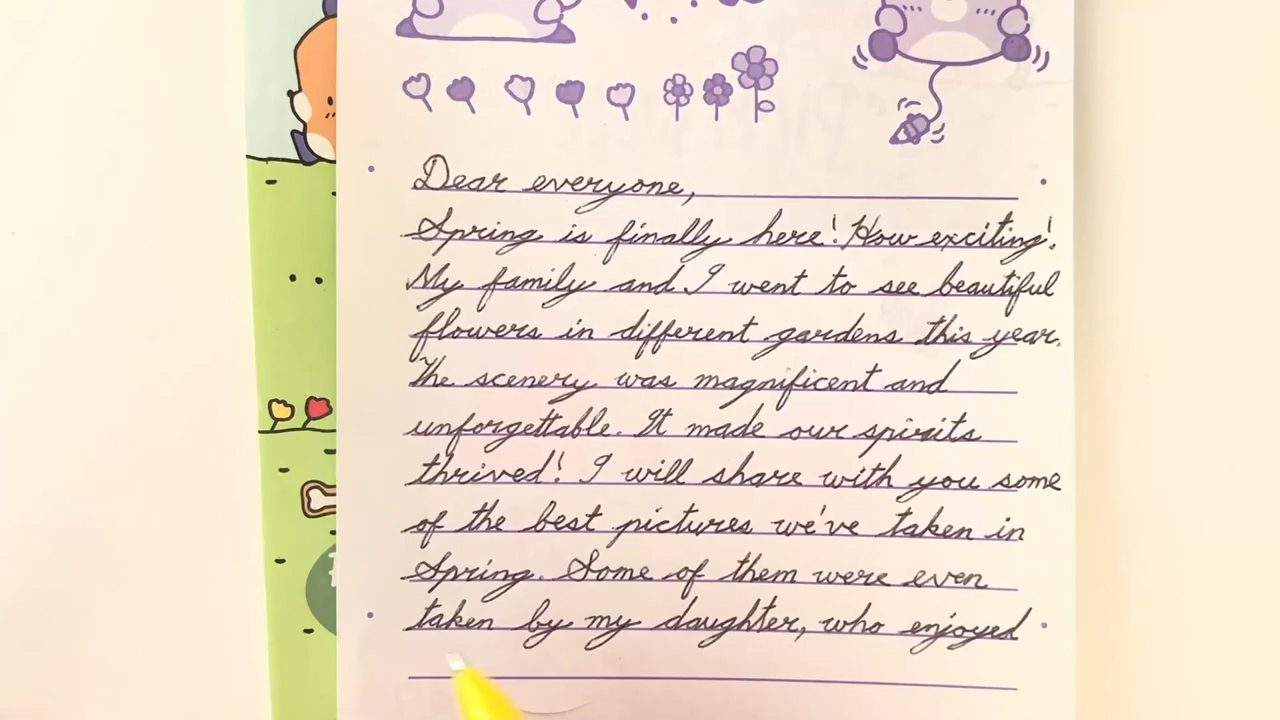 Dear everyone,
Spring is finally here! How exciting!
My family and I went to see beautiful
flowers in different gardens this year.
The scenery was magnificent and
unforgettable. It made our spirits
thrived! I will share with you some
of the best pictures we've taken in
Spring. Some of them were even
taken by my daughter, who enjoyed